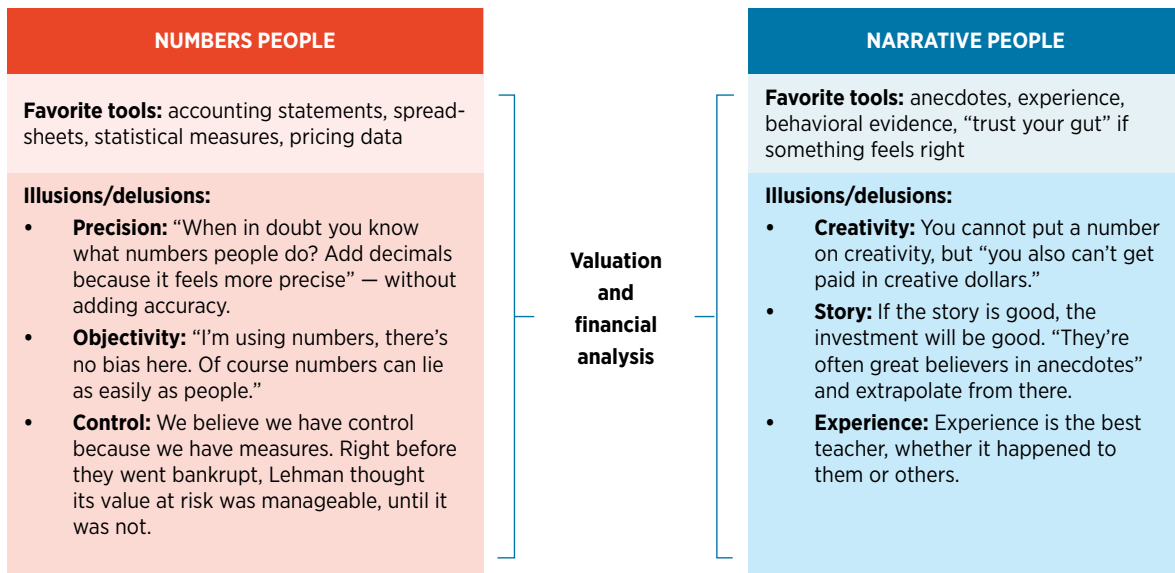 NUMBERS PEOPLE
Favorite tools: accounting statements, spread-
sheets, statistical measures, pricing data
Illusions/delusions:
• Precision: “When in doubt you know
what numbers people do? Add decimals
because it feels more precise” — without
adding accuracy.
• Objectivity: “I’m using numbers, there’s
no bias here. Of course numbers can lie
as easily as people.”
• Control: We believe we have control
because we have measures. Right before
they went bankrupt, Lehman thought
its value at risk was manageable, until it
was not.
Valuation
and
financial
analysis
NARRATIVE PEOPLE
Favorite tools: anecdotes, experience,
behavioral evidence, “trust your gut” if
something feels right
Illusions/delusions:
• Creativity: You cannot put a number
on creativity, but “you also can’t get
paid in creative dollars.”
• Story: If the story is good, the
investment will be good. “They’re
often great believers in anecdotes”
and extrapolate from there.
• Experience: Experience is the best
teacher, whether it happened to
them or others.